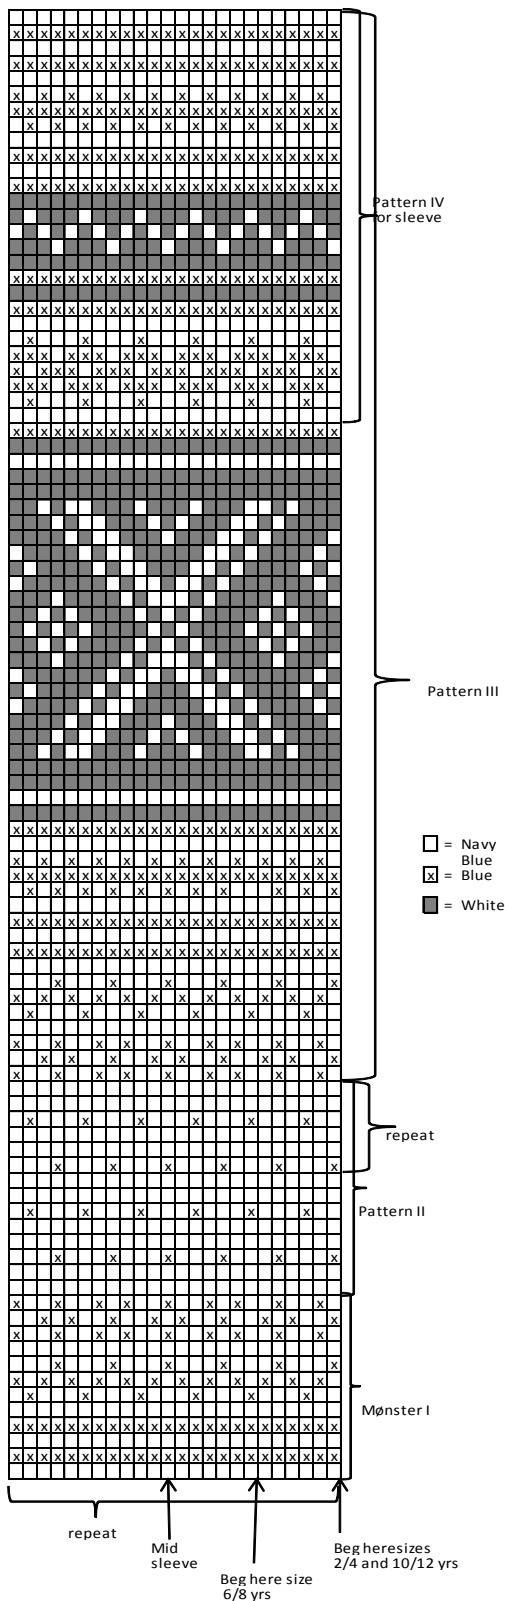 Pattern IV
for sleeve
Pattern III
= Navy
Blue
x = Blue
= White
repeat
Pattern II
Mønster I
repeat
Mid
sleeve
Beg here size
6/8 yrs
Beg heresizes
2/4 and 10/12 yrs